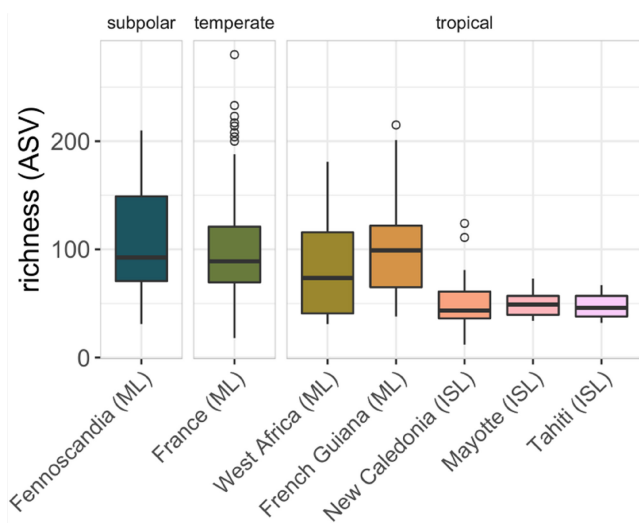 subpolar temperate tropical
richness (ASV)
200
100
0
Fennoscandia (ML)
France (ML)
West Africa (ML)
French Guiana (ML)
New Caledonia (ISL)
Mayotte (ISL)
Tahiti (ISL)